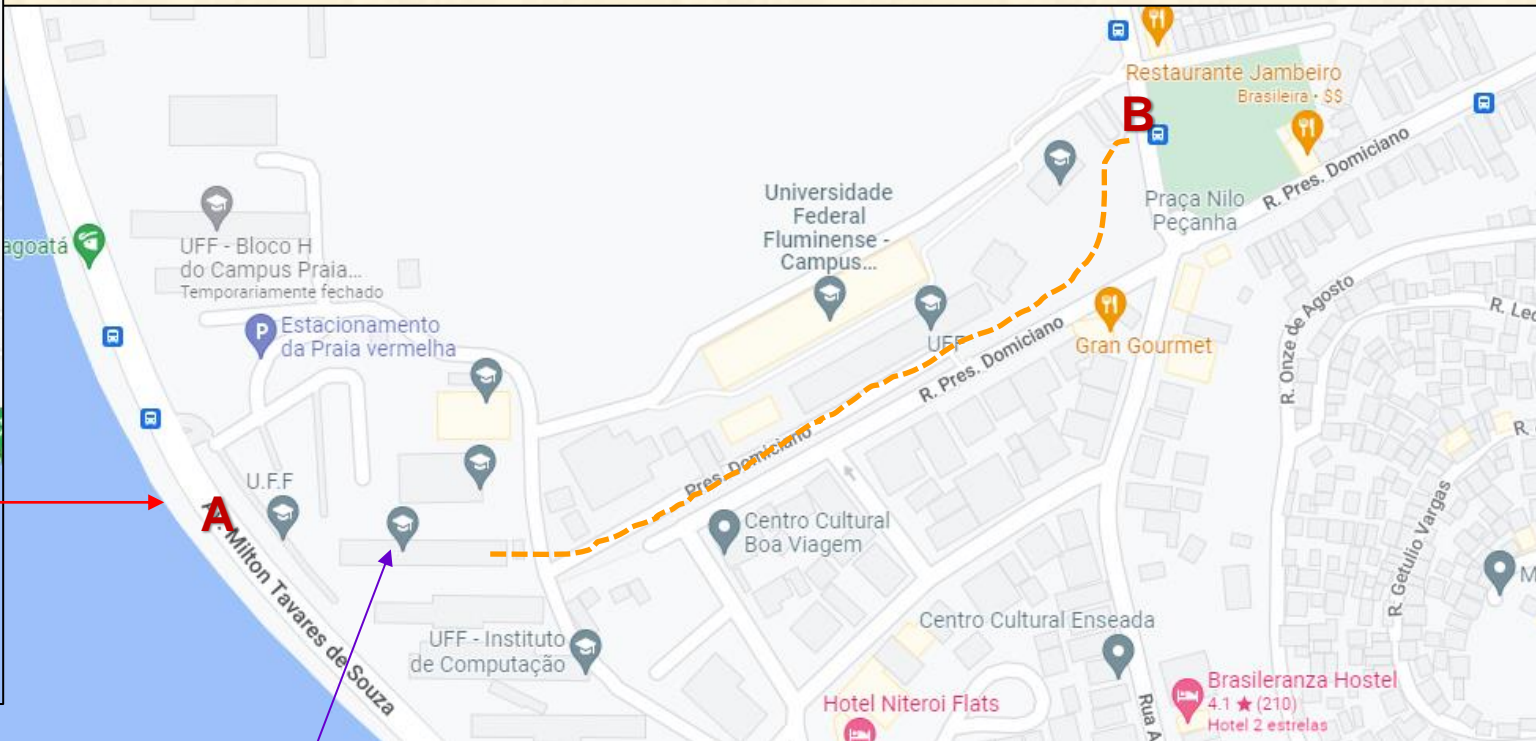 Restaurante Jambeiro
Brasileira · $$
B
R. Pres. Domiciano
Universidade
Federal
Fluminense -
Campus...
Praça Nilo
Peçanha
agoatá
UFF - Bloco H
do Campus Praia...
Temporariamente fechado
P
Estacionamento
da Praia vermelha
UFF
R. Pres. Domiciano
Gran Gourmet
R. Onze de Agosto
R. Leo
Pres. Domiciano
U.F.F
A
Av. Milton Tavares de Souza
Centro Cultural
Boa Viagem
R.
R. Getulio Vargas
M
UFF - Instituto
de Computação
Centro Cultural Enseada
Hotel Niteroi Flats
Brasileranza Hostel
4.1 ★ (210)
Hotel 2 estrelas
Rua A